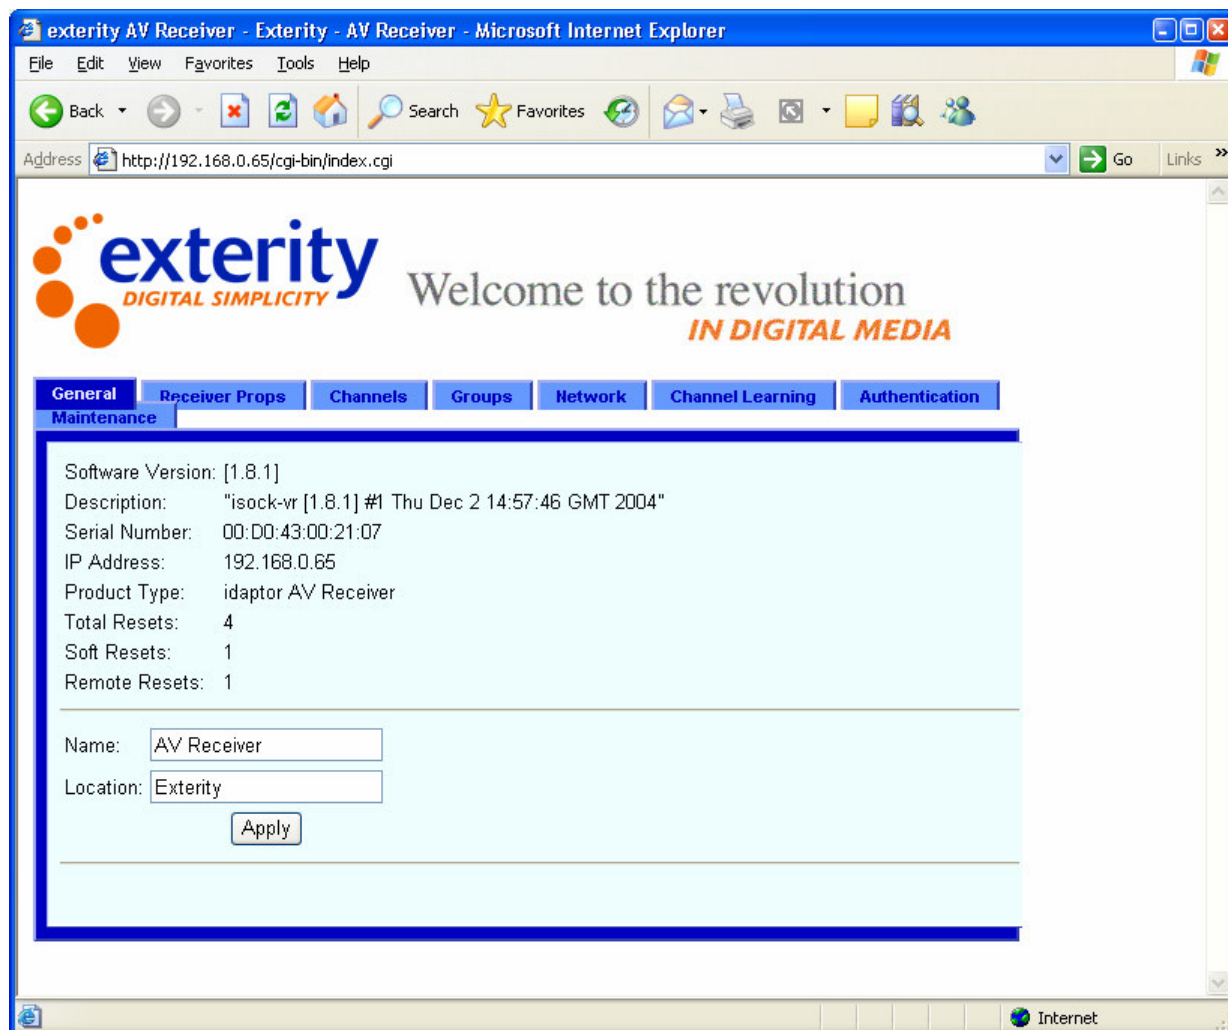 exterity AV Receiver - Exterity - AV Receiver - Microsoft Internet Explorer
File Edit View Favorites Tools Help
Back Search Favorites
Address http://192.168.0.65/cgi-bin/index.cgi Go Links »
exterity
DIGITAL SIMPLICITY
Welcome to the revolution
IN DIGITAL MEDIA
General Receiver Props Channels Groups Network Channel Learning Authentication
Maintenance
Software Version: [1.8.1]
Description: "isock-vr [1.8.1] #1 Thu Dec 2 14:57:46 GMT 2004"
Serial Number: 00:D0:43:00:21:07
IP Address: 192.168.0.65
Product Type: idaptor AV Receiver
Total Resets: 4
Soft Resets: 1
Remote Resets: 1
Name: AV Receiver
Location: Exterity
Apply
Internet